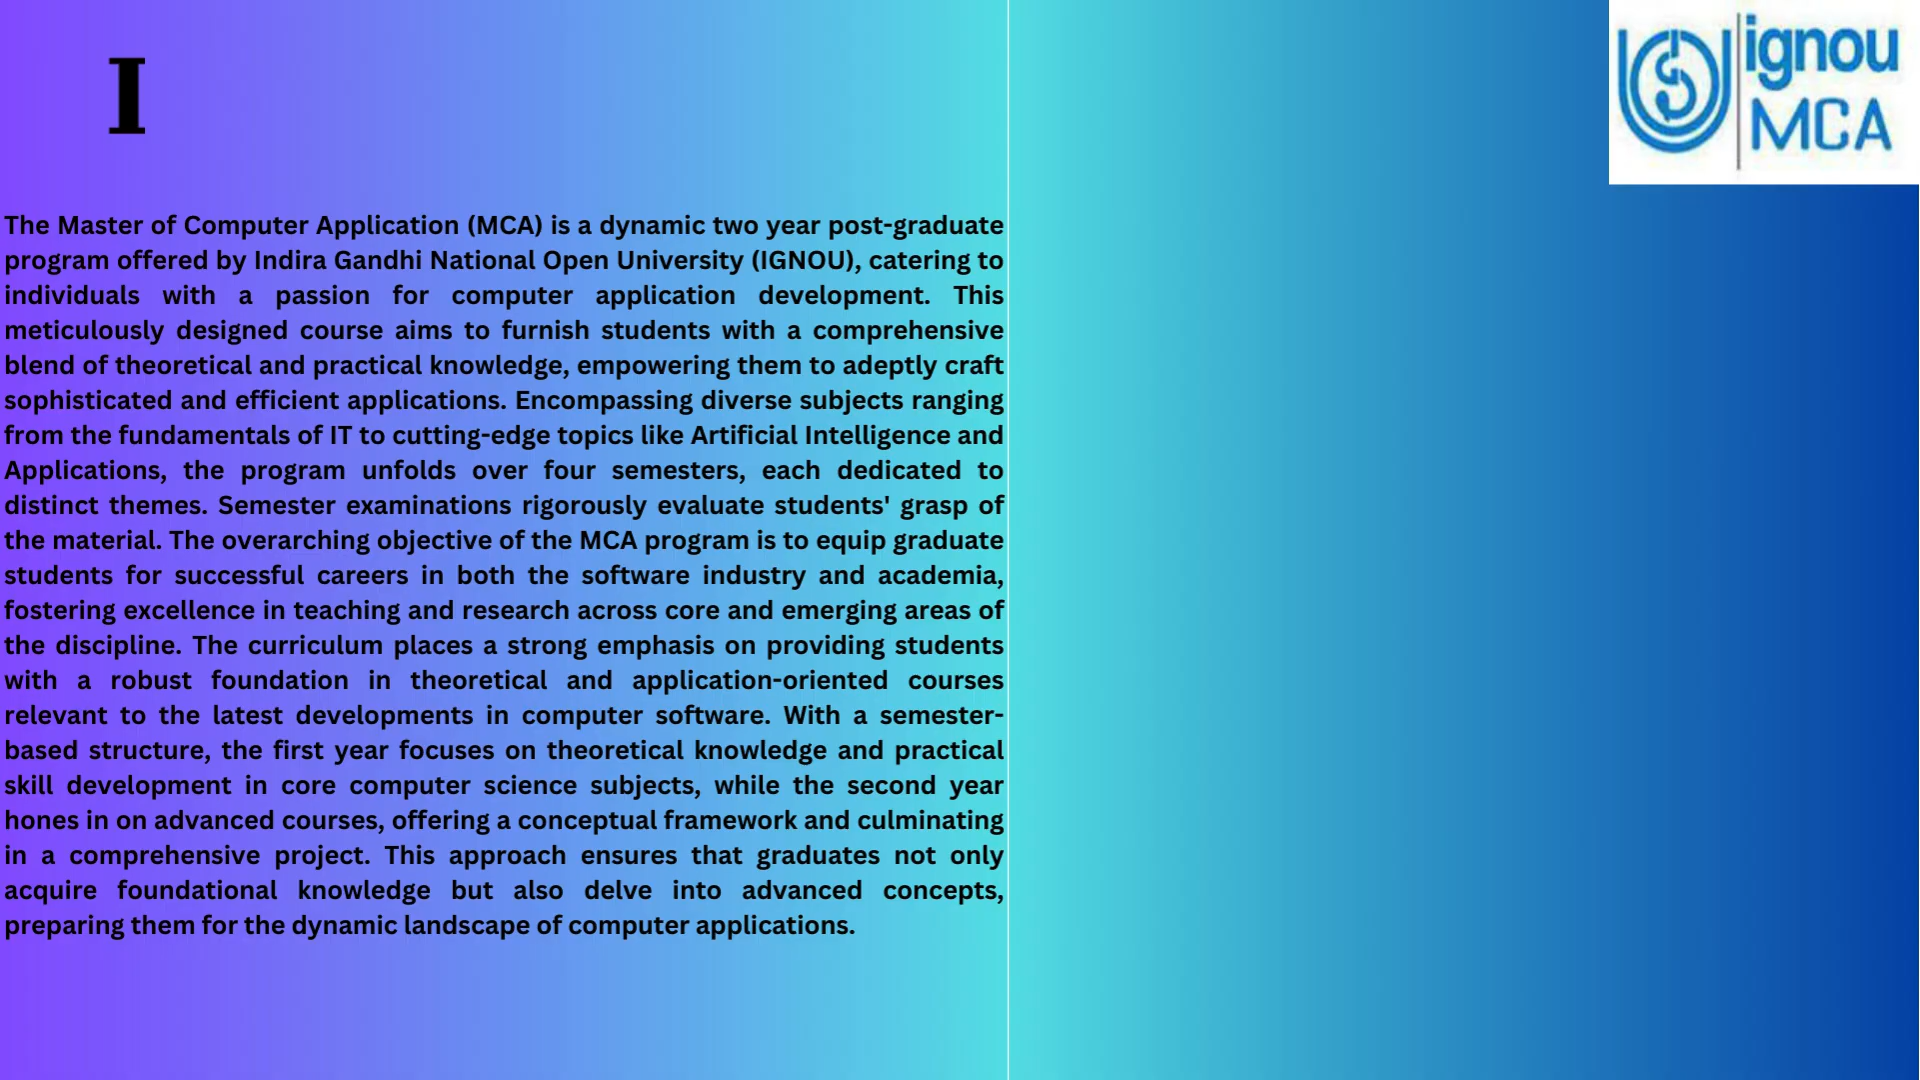 I
ignou
MCA
The Master of Computer Application (MCA) is a dynamic two year post-graduate
program offered by Indira Gandhi National Open University (IGNOU), catering to
individuals with a passion for computer application development. This
meticulously designed course aims to furnish students with a comprehensive
blend of theoretical and practical knowledge, empowering them to adeptly craft
sophisticated and efficient applications. Encompassing diverse subjects ranging
from the fundamentals of IT to cutting-edge topics like Artificial Intelligence and
Applications, the program unfolds over four semesters, each dedicated to
distinct themes. Semester examinations rigorously evaluate students' grasp of
the material. The overarching objective of the MCA program is to equip graduate
students for successful careers in both the software industry and academia,
fostering excellence in teaching and research across core and emerging areas of
the discipline. The curriculum places a strong emphasis on providing students
with a robust foundation in theoretical and application-oriented courses
relevant to the latest developments in computer software. With a semester-
based structure, the first year focuses on theoretical knowledge and practical
skill development in core computer science subjects, while the second year
hones in on advanced courses, offering a conceptual framework and culminating
in a comprehensive project. This approach ensures that graduates not only
acquire foundational knowledge but also delve into advanced concepts,
preparing them for the dynamic landscape of computer applications.